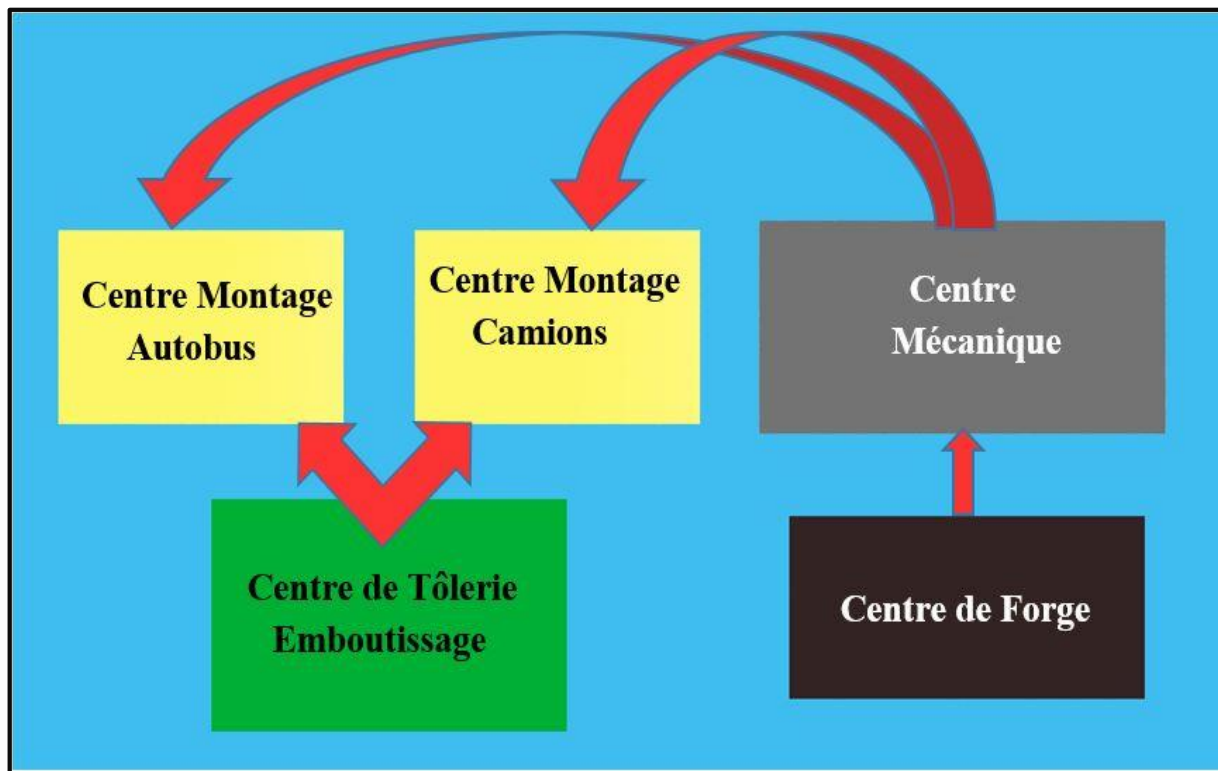 Centre Montage
Autobus
Centre Montage
Camions
Centre
Mécanique
Centre de Tôlerie
Emboutissage
Centre de Forge